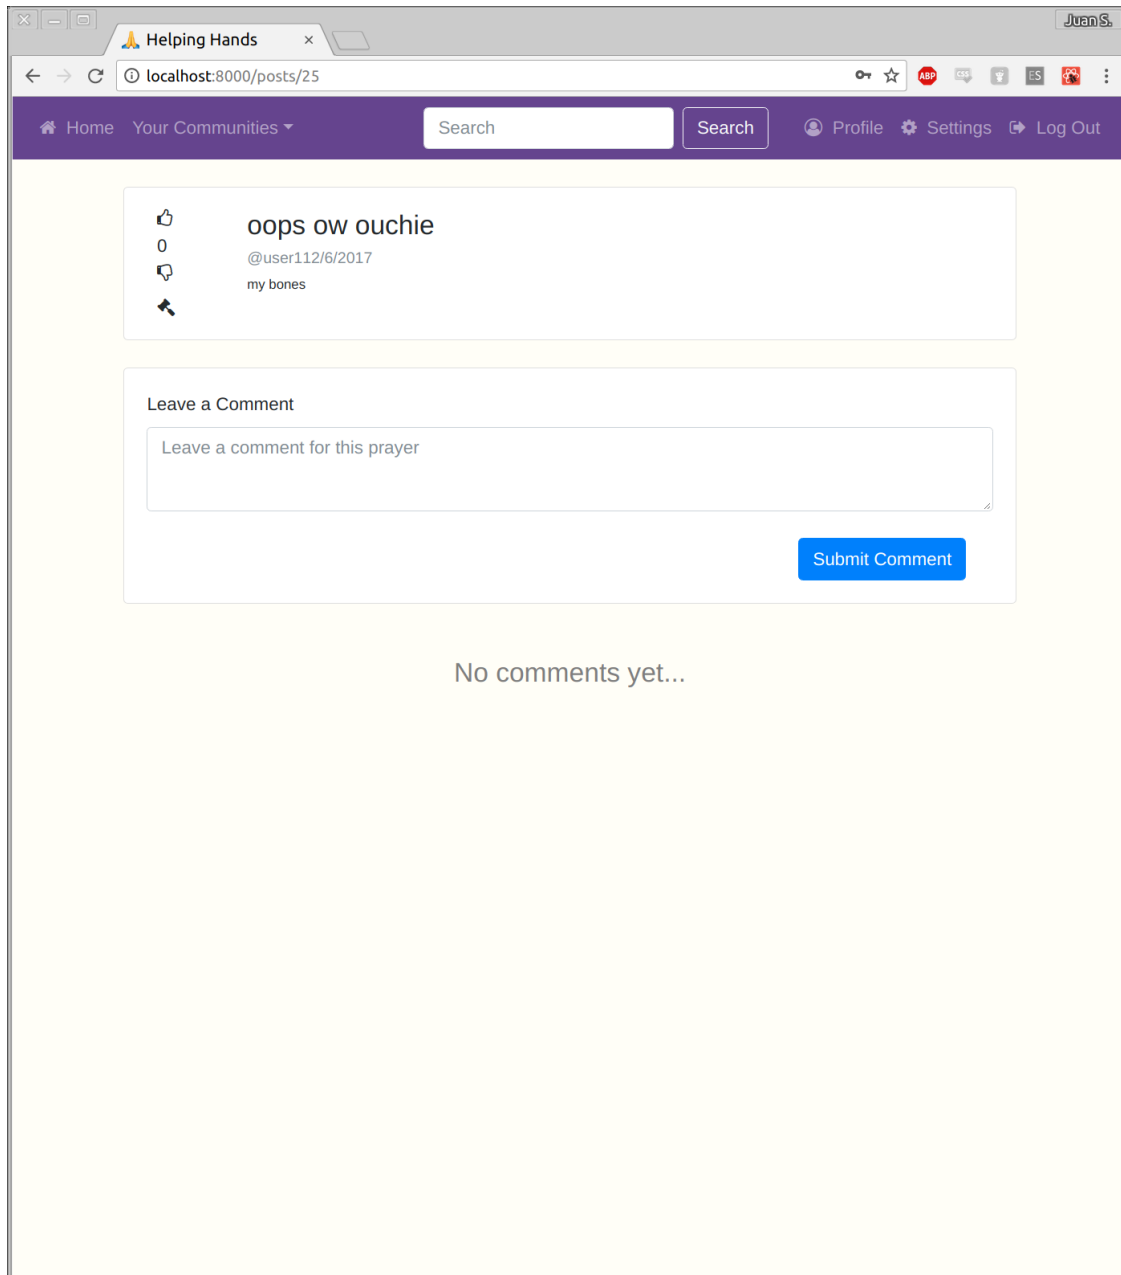 Juan S.
Helping Hands
localhost:8000/posts/25
ABP
CSS
ES
Home Your Communities Search Search Profile Settings Log Out
oops ow ouchie
0
@user112/6/2017
my bones
Leave a Comment
Leave a comment for this prayer
Submit Comment
No comments yet...